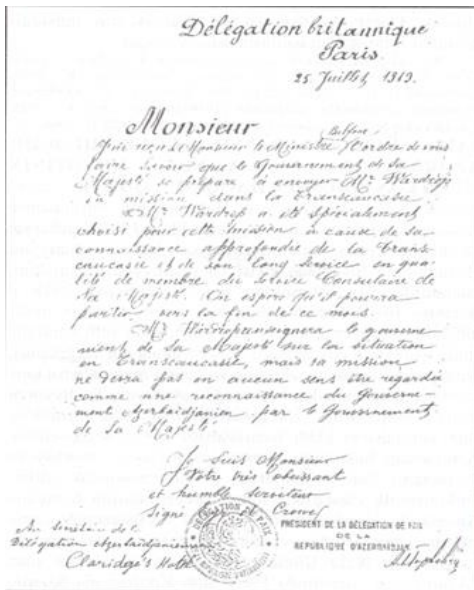 Délégation britannique
Paris.
25 Juillet, 1919.
Monsieur
Balfour
J'ai reçu de Monsieur le Ministre l'ordre de vous
faire savoir que le Gouvernement de Sa
Majesté se prépare à envoyer Mr. Wardrop
en mission dans la Transcaucasie.
Mr. Wardrop a été spécialement
choisi pour cette mission à cause de sa
connaissance approfondie de la Trans-
caucasie et de son long service en qua-
lité de membre du Service Consulaire de
Sa Majesté. On espère qu'il pourra
partir vers la fin de ce mois.
Mr. Wardrop renseignera le gouverne-
ment de Sa Majesté sur la situation
en Transcaucasie, mais sa mission
ne devra pas en aucun sens être regardée
comme une reconnaissance du Gouverne-
ment Azerbaidjanien par le Gouvernement
de Sa Majesté.
Je suis Monsieur
Votre très obéissant
et humble serviteur
Signé Crowe
Délégation Azerbaidjanienne
Claridge's Hotel
PRÉSIDENT DE LA DÉLÉGATION DE PAIX
DE LA
RÉPUBLIQUE D'AZERBAIDJAN